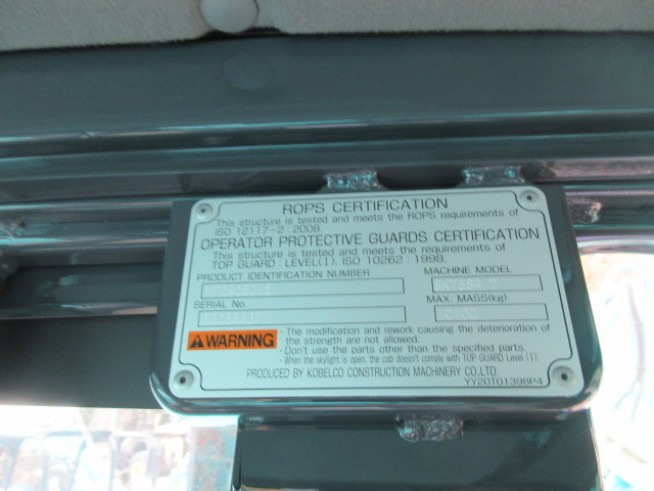 ROPS CERTIFICATION
This structure is tested and meets the ROPS requirements of
ISO 12117-2 : 2008.
OPERATOR PROTECTIVE GUARDS CERTIFICATION
This structure is tested and meets the requirements of
TOP GUARD : LEVEL(I), ISO 10262 : 1998.
PRODUCT IDENTIFICATION NUMBER
MACHINE MODEL
SERIAL No.
MAX. MASS(kg)
WARNING
· The modification and rework causing the deterioration of
the strength are not allowed.
· Don't use the parts other than the specified parts.
· When the skylight is open, the cab doesn't comply with TOP GUARD Level (I).
PRODUCED BY KOBELCO CONSTRUCTION MACHINERY CO.,LTD.
YY20T01396P4